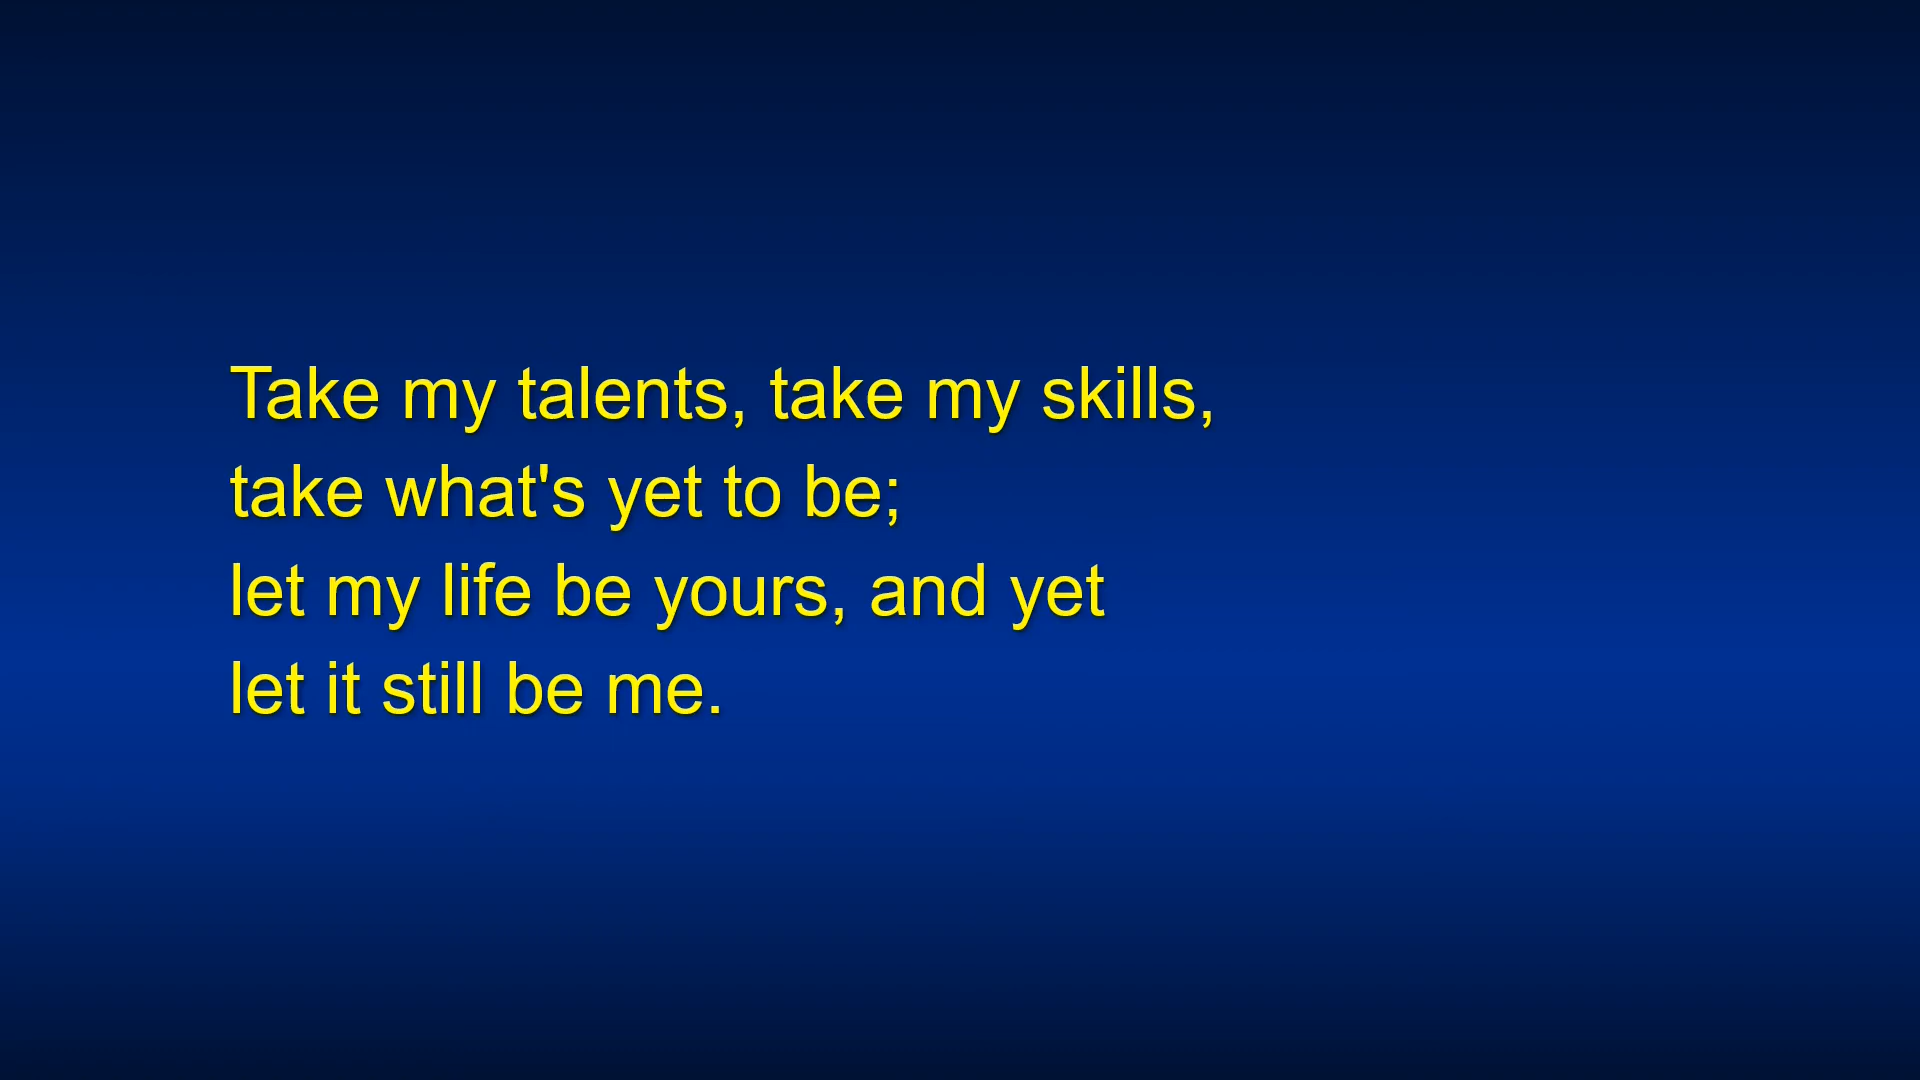 Take my talents, take my skills,
take what's yet to be;
let my life be yours, and yet
let it still be me.